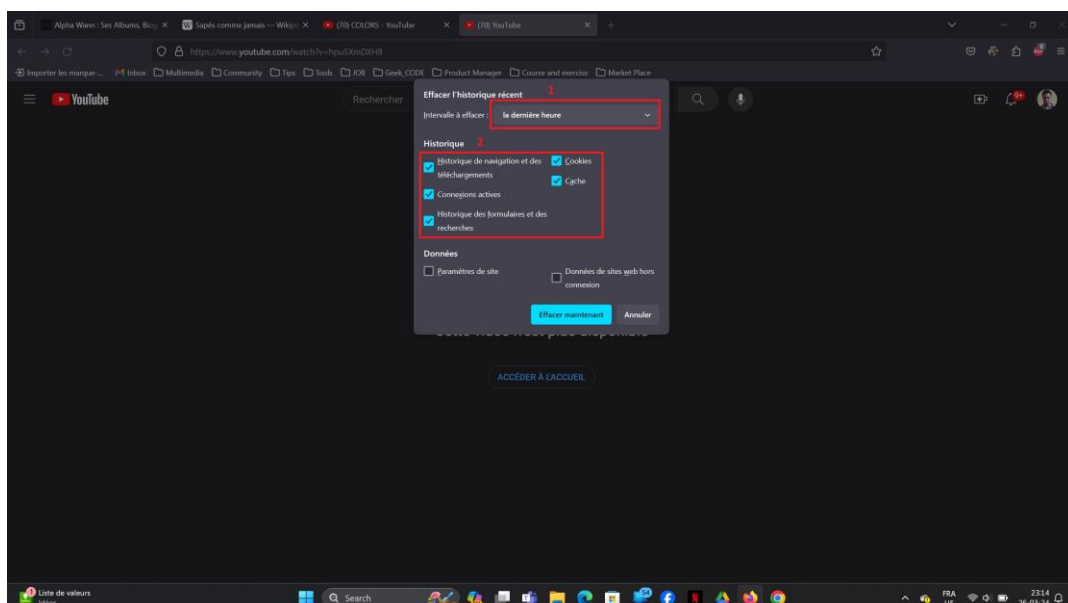 Alpha Wann : Ses Albums, Biog
Sapés comme jamais — Wikip
(70) COLORS - YouTube
(70) YouTube
https://www.youtube.com/watch?v=hpuSXmDXH8
Importer les marque-...
Inbox
Multimedia
Community
Tips
Tools
JOB
Geek_CODE
Product Manager
Course and exercise
Market Place
YouTube
Rechercher
9+
Effacer l'historique récent
1
Intervalle à effacer :
la dernière heure
Historique
2
Historique de navigation et des
téléchargements
Cookies
Cache
Connexions actives
Historique des formulaires et des
recherches
Données
Paramètres de site
Données de sites web hors
connexion
Effacer maintenant
Annuler
ACCÉDER À L'ACCUEIL
Liste de valeurs
Search
FRA
23:14
26-03-24